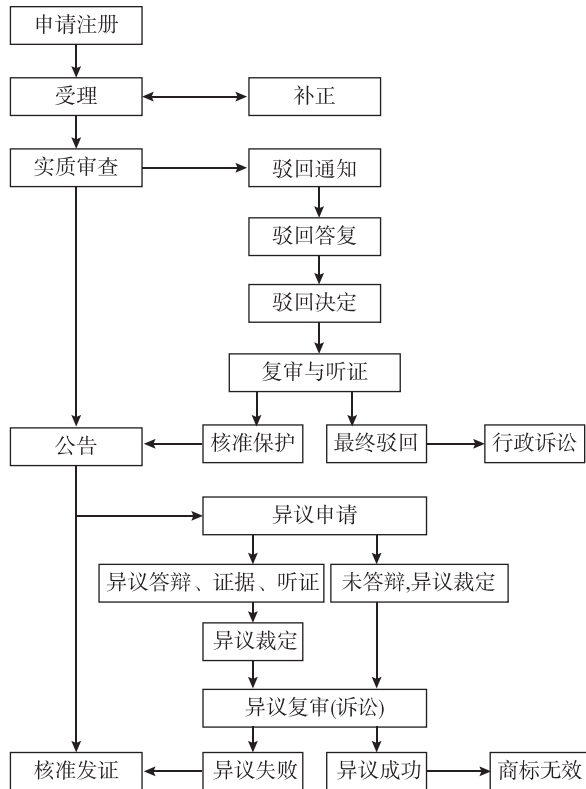 申请注册
受理
补正
实质审查
驳回通知
驳回答复
驳回决定
复审与听证
公告
核准保护
最终驳回
行政诉讼
异议申请
异议答辩、证据、听证
未答辩,异议裁定
异议裁定
异议复审(诉讼)
核准发证
异议失败
异议成功
商标无效